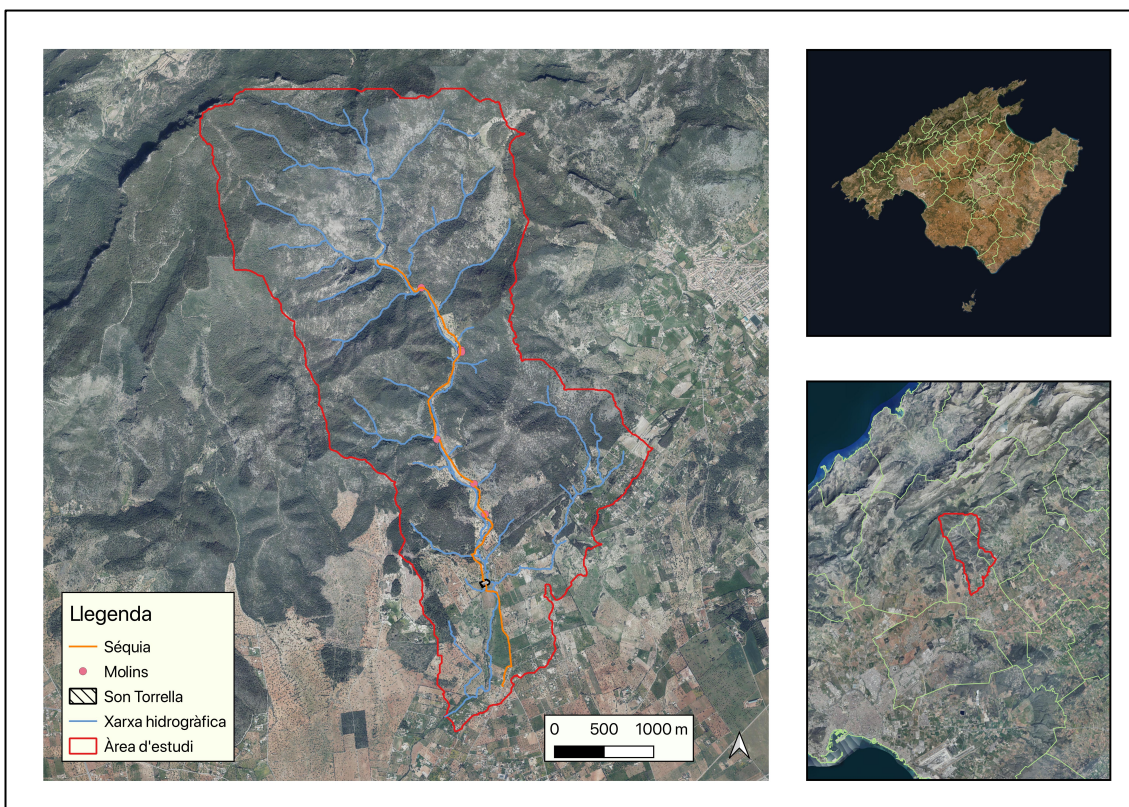 Llegenda
Séquia
Molins
Son Torrella
Xarxa hidrogràfica
Àrea d'estudi
0 500 1000 m